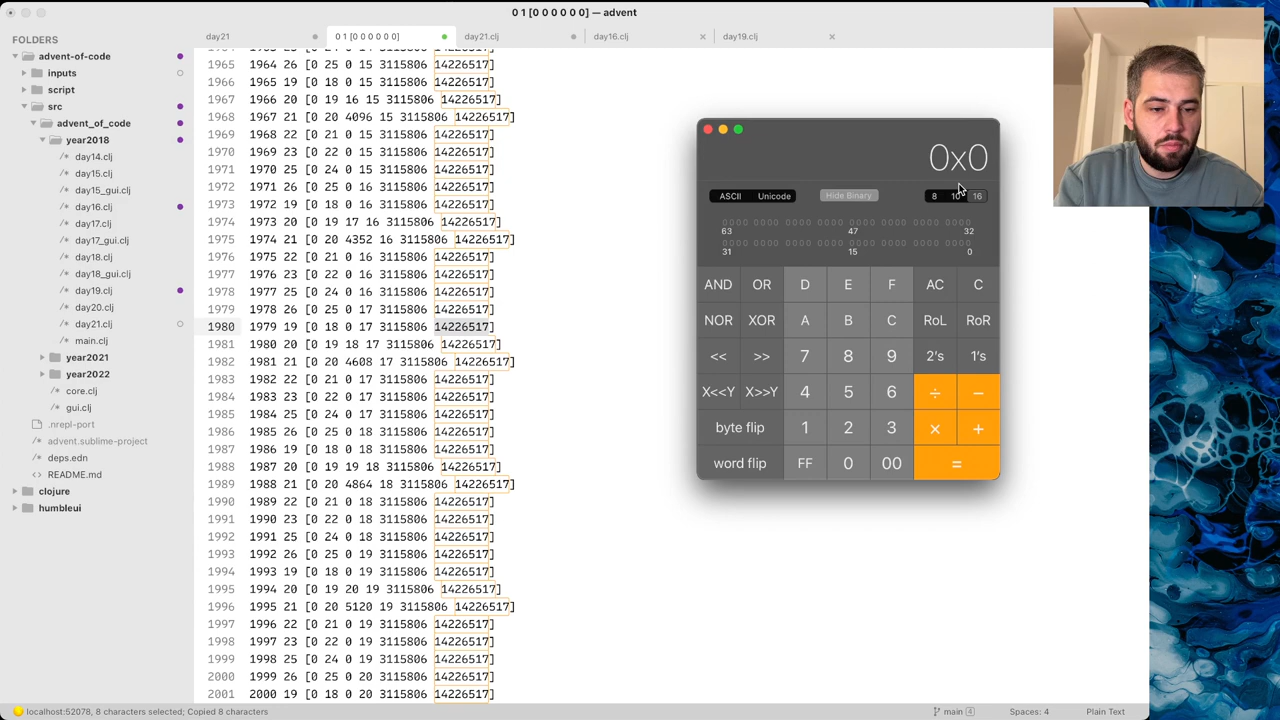 0 1 [0 0 0 0 0 0] — advent
FOLDERS
advent-of-code
inputs
script
src
advent_of_code
year2018
day14.clj
day15.clj
day15_gui.clj
day16.clj
day17.clj
day17_gui.clj
day18.clj
day18_gui.clj
day19.clj
day20.clj
day21.clj
main.clj
year2021
year2022
core.clj
gui.clj
.nrepl-port
advent.sublime-project
deps.edn
README.md
clojure
humbleui
day21
0 1 [0 0 0 0 0 0]
day21.clj
day16.clj
day19.clj
1965 1964 26 [0 25 0 15 3115806 14226517]
1966 1965 19 [0 18 0 15 3115806 14226517]
1967 1966 20 [0 19 16 15 3115806 14226517]
1968 1967 21 [0 20 4096 15 3115806 14226517]
1969 1968 22 [0 21 0 15 3115806 14226517]
1970 1969 23 [0 22 0 15 3115806 14226517]
1971 1970 25 [0 24 0 15 3115806 14226517]
1972 1971 26 [0 25 0 16 3115806 14226517]
1973 1972 19 [0 18 0 16 3115806 14226517]
1974 1973 20 [0 19 17 16 3115806 14226517]
1975 1974 21 [0 20 4352 16 3115806 14226517]
1976 1975 22 [0 21 0 16 3115806 14226517]
1977 1976 23 [0 22 0 16 3115806 14226517]
1978 1977 25 [0 24 0 16 3115806 14226517]
1979 1978 26 [0 25 0 17 3115806 14226517]
1980 1979 19 [0 18 0 17 3115806 14226517]
1981 1980 20 [0 19 18 17 3115806 14226517]
1982 1981 21 [0 20 4608 17 3115806 14226517]
1983 1982 22 [0 21 0 17 3115806 14226517]
1984 1983 23 [0 22 0 17 3115806 14226517]
1985 1984 25 [0 24 0 17 3115806 14226517]
1986 1985 26 [0 25 0 18 3115806 14226517]
1987 1986 19 [0 18 0 18 3115806 14226517]
1988 1987 20 [0 19 19 18 3115806 14226517]
1989 1988 21 [0 20 4864 18 3115806 14226517]
1990 1989 22 [0 21 0 18 3115806 14226517]
1991 1990 23 [0 22 0 18 3115806 14226517]
1992 1991 25 [0 24 0 18 3115806 14226517]
1993 1992 26 [0 25 0 19 3115806 14226517]
1994 1993 19 [0 18 0 19 3115806 14226517]
1995 1994 20 [0 19 20 19 3115806 14226517]
1996 1995 21 [0 20 5120 19 3115806 14226517]
1997 1996 22 [0 21 0 19 3115806 14226517]
1998 1997 23 [0 22 0 19 3115806 14226517]
1999 1998 25 [0 24 0 19 3115806 14226517]
2000 1999 26 [0 25 0 20 3115806 14226517]
2001 2000 19 [0 18 0 20 3115806 14226517]
0x0
ASCII Unicode Hide Binary 8 10 16
0000 0000 0000 0000 0000 0000 0000 0000
63 47 32
0000 0000 0000 0000 0000 0000 0000 0000
31 15 0
AND OR D E F AC C
NOR XOR A B C RoL RoR
<< >> 7 8 9 2's 1's
X<<Y X>>Y 4 5 6 ÷ −
byte flip 1 2 3 × +
word flip FF 0 00 =
localhost:52078, 8 characters selected; Copied 8 characters
main 4
Spaces: 4
Plain Text